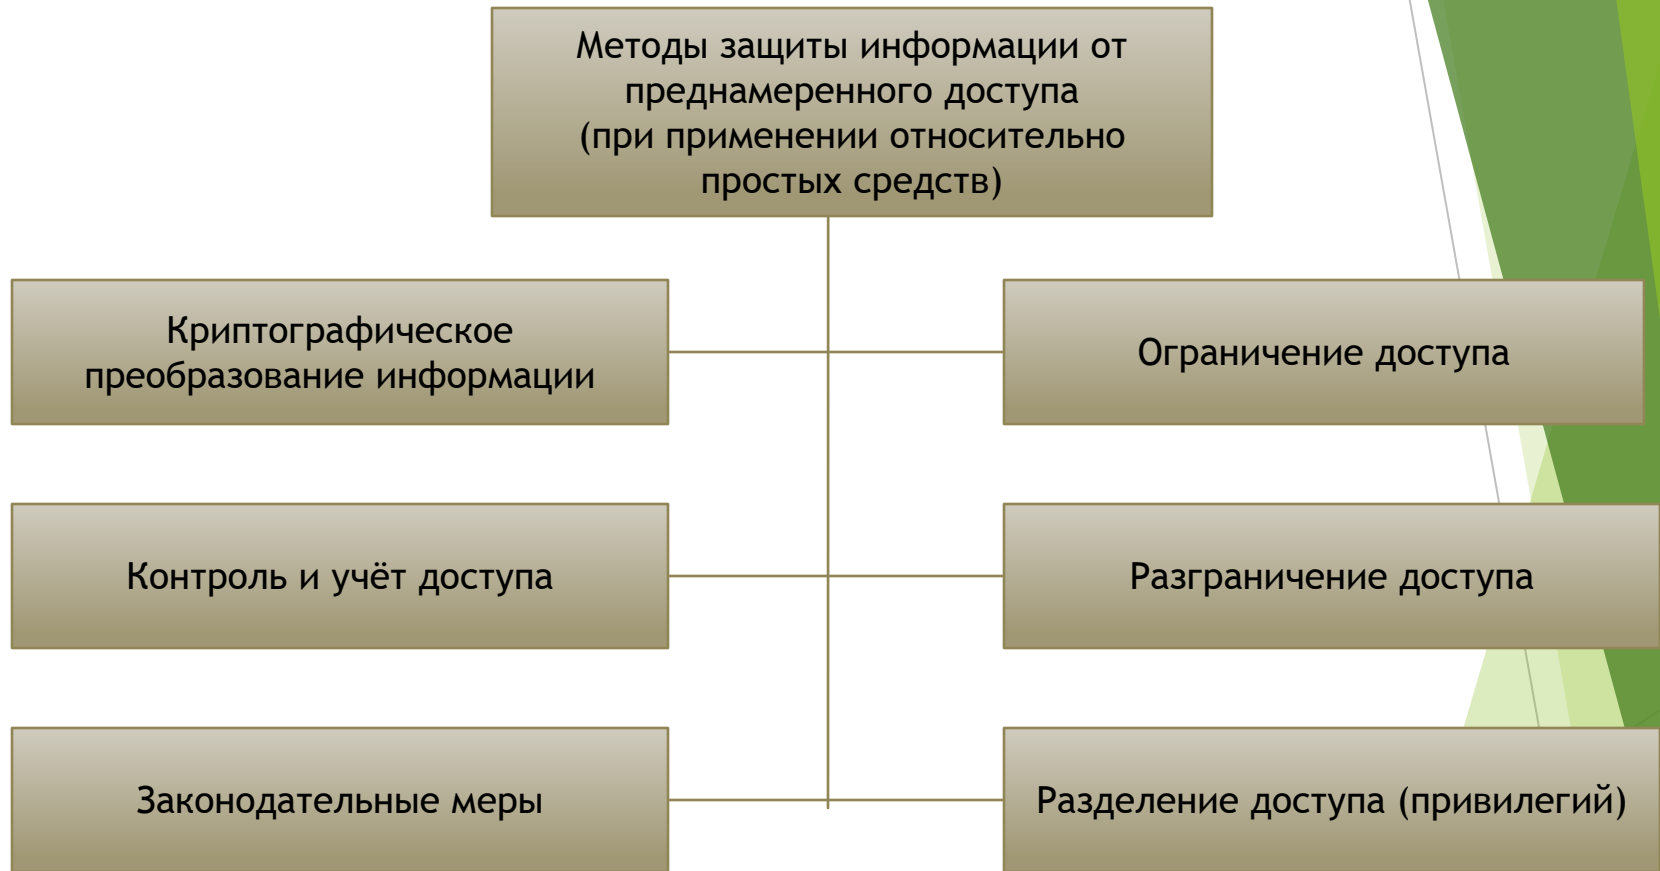 Методы защиты информации от
преднамеренного доступа
(при применении относительно
простых средств)
Криптографическое
преобразование информации
Ограничение доступа
Контроль и учёт доступа
Разграничение доступа
Законодательные меры
Разделение доступа (привилегий)